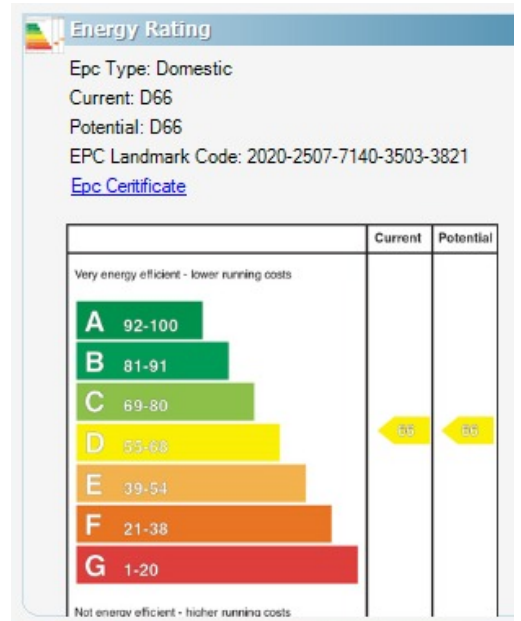 Energy Rating
Epc Type: Domestic
Current: D66
Potential: D66
EPC Landmark Code: 2020-2507-7140-3503-3821
Epc Ceritificate
Current Potential
Very energy efficient - lower running costs
A 92-100
B 81-91
C 69-80
D 55-68
66 66
E 39-54
F 21-38
G 1-20
Not energy efficient - higher running costs